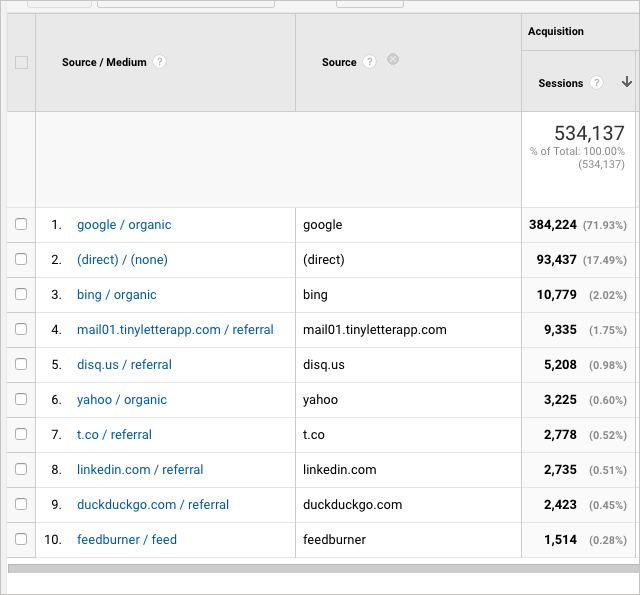 Acquisition
Source / Medium ? Source ? Sessions ?
534,137
% of Total: 100.00%
(534,137)
1. google / organic google 384,224 (71.93%)
2. (direct) / (none) (direct) 93,437 (17.49%)
3. bing / organic bing 10,779 (2.02%)
4. mail01.tinyletterapp.com / referral mail01.tinyletterapp.com 9,335 (1.75%)
5. disq.us / referral disq.us 5,208 (0.98%)
6. yahoo / organic yahoo 3,225 (0.60%)
7. t.co / referral t.co 2,778 (0.52%)
8. linkedin.com / referral linkedin.com 2,735 (0.51%)
9. duckduckgo.com / referral duckduckgo.com 2,423 (0.45%)
10. feedburner / feed feedburner 1,514 (0.28%)